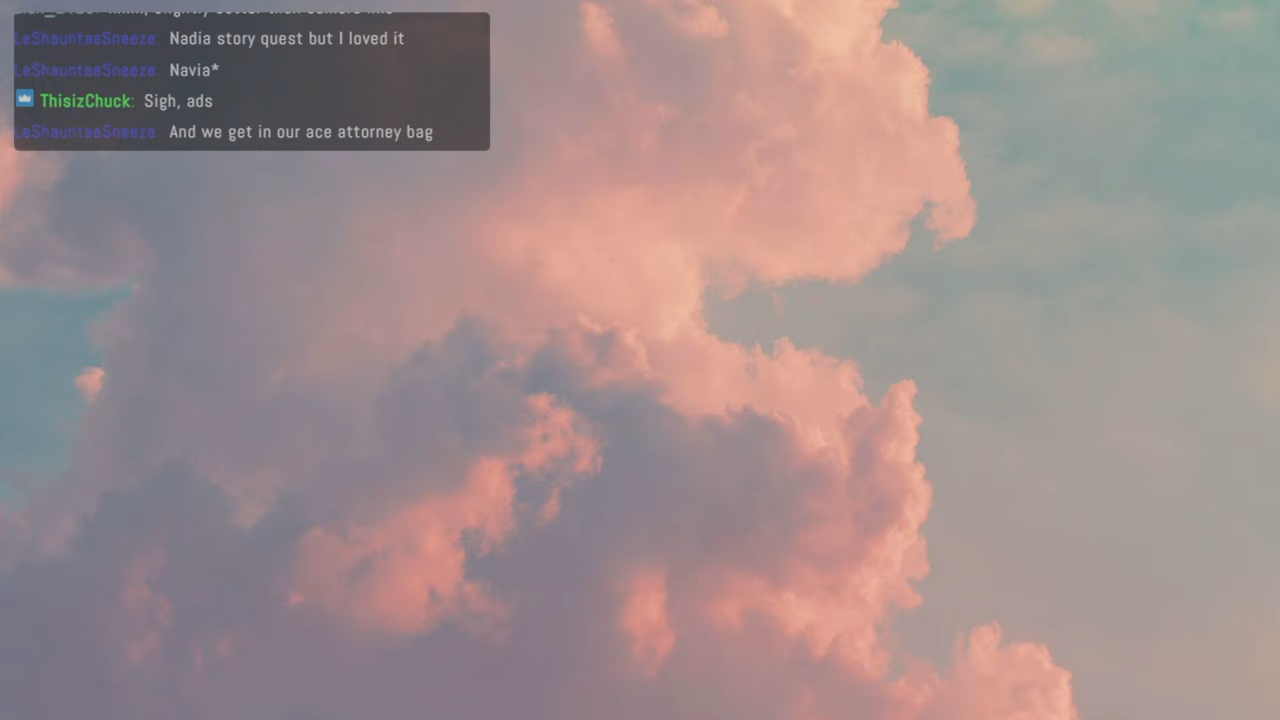 LeShauntaeSneeze: Nadia story quest but I loved it
LeShauntaeSneeze: Navia*
ThisizChuck: Sigh, ads
LeShauntaeSneeze: And we get in our ace attorney bag